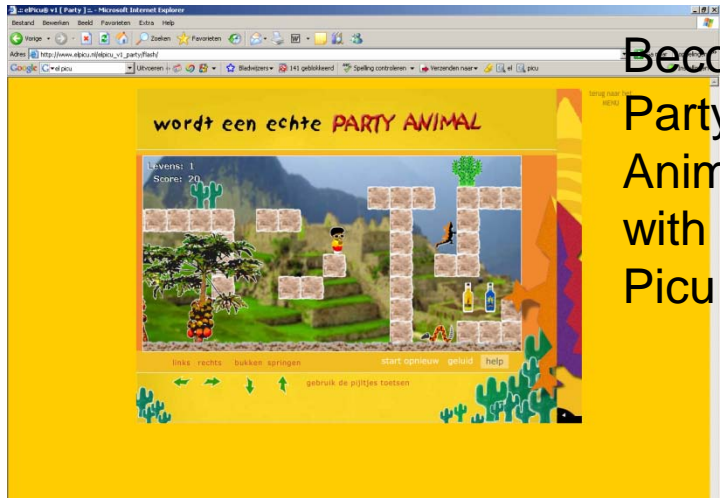 .:: elPicu® v1 [ Party ] ::. - Microsoft Internet Explorer
Bestand Bewerken Beeld Favorieten Extra Help
Vorige Zoeken Favorieten
Adres http://www.elpicu.nl/elpicu_v1_party/flash/
Google el picu Uitvoeren Bladwijzers 141 geblokkeerd Spelling controleren Verzenden naar el picu
terug naar het
MENU
wordt een echte PARTY ANIMAL
Levens: 1
Score: 20
links rechts bukken springen start opnieuw geluid help
gebruik de pijltjes toetsen
Party
with
Picu